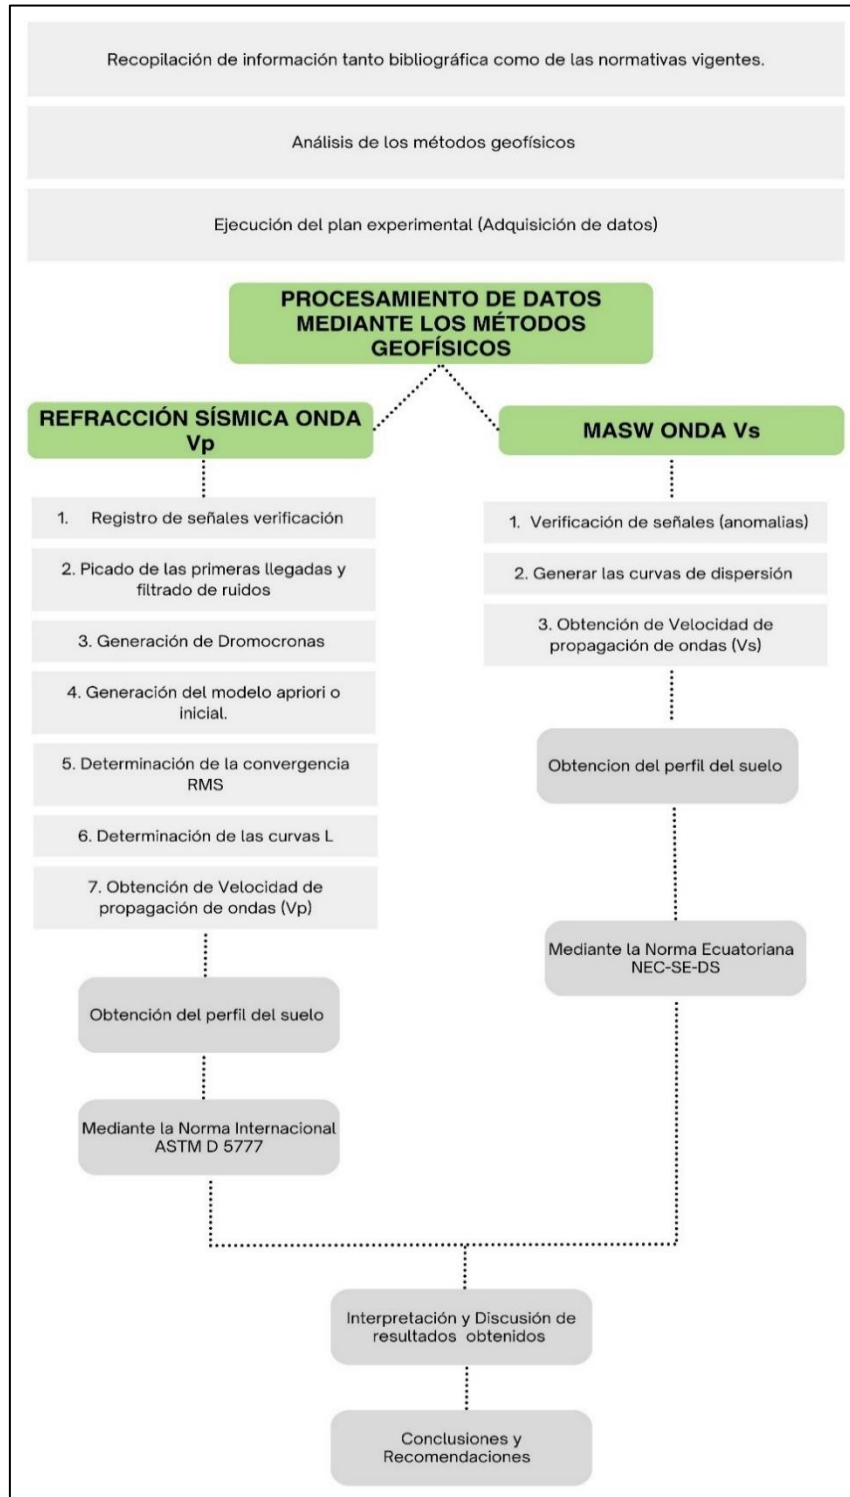 Recopilación de información tanto bibliográfica como de las normativas vigentes.
Análisis de los métodos geofísicos
Ejecución del plan experimental (Adquisición de datos)
PROCESAMIENTO DE DATOS
MEDIANTE LOS MÉTODOS
GEOFÍSICOS
REFRACCIÓN SÍSMICA ONDA
Vp
1. Registro de señales verificación
2. Picado de las primeras llegadas y
filtrado de ruidos
3. Generación de Dromocronas
4. Generación del modelo apriori o
inicial.
5. Determinación de la convergencia
RMS
6. Determinación de las curvas L
7. Obtención de Velocidad de
propagación de ondas (Vp)
Obtención del perfil del suelo
Mediante la Norma Internacional
ASTM D 5777
MASW ONDA Vs
1. Verificación de señales (anomalias)
2. Generar las curvas de dispersión
3. Obtención de Velocidad de
propagación de ondas (Vs)
Obtencion del perfil del suelo
Mediante la Norma Ecuatoriana
NEC-SE-DS
Interpretación y Discusión de
resultados obtenidos
Conclusiones y
Recomendaciones